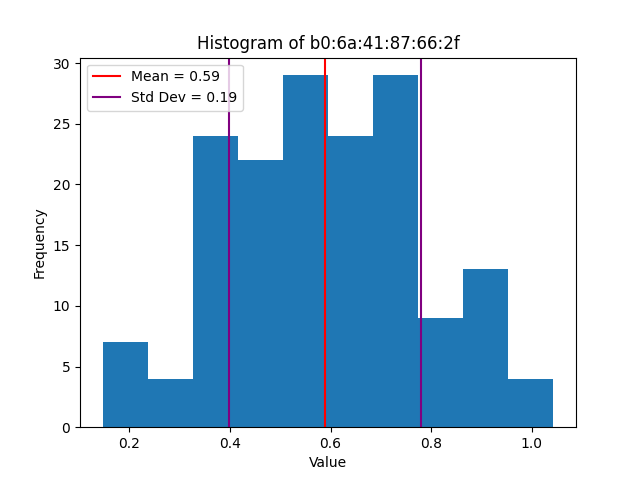 Histogram of b0:6a:41:87:66:2f
Mean = 0.59
Std Dev = 0.19
Frequency
30
25
20
15
10
5
0
0.2 0.4 0.6 0.8 1.0
Value